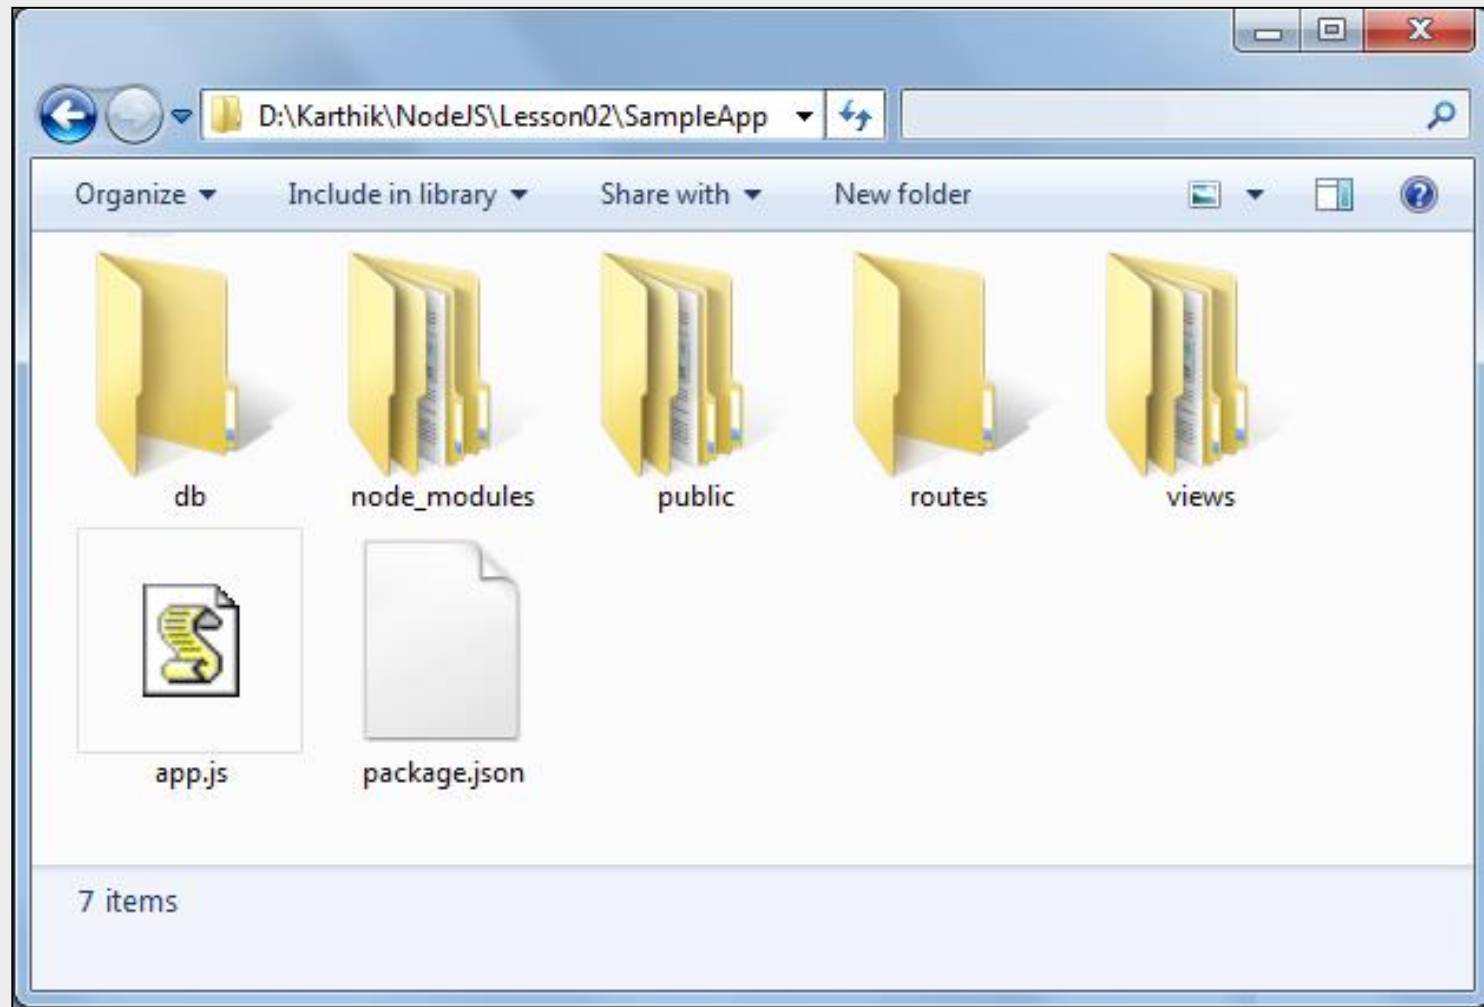 D:\Karthik\NodeJS\Lesson02\SampleApp
Organize Include in library Share with New folder
db node_modules public routes views
app.js package.json
7 items